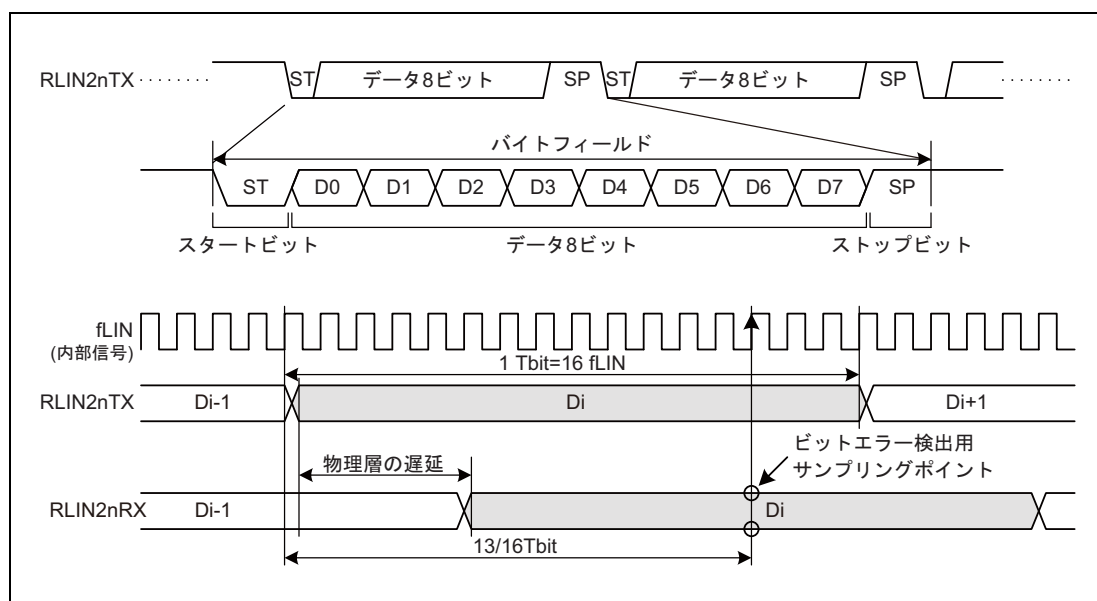 RLIN2nTX ST データ8ビット SP ST データ8ビット SP
バイトフィールド
ST D0 D1 D2 D3 D4 D5 D6 D7 SP
スタートビット データ8ビット ストップビット
fLIN
(内部信号)
1 Tbit=16 fLIN
RLIN2nTX Di-1 Di Di+1
ビットエラー検出用
サンプリングポイント
物理層の遅延
RLIN2nRX Di-1 Di
13/16Tbit